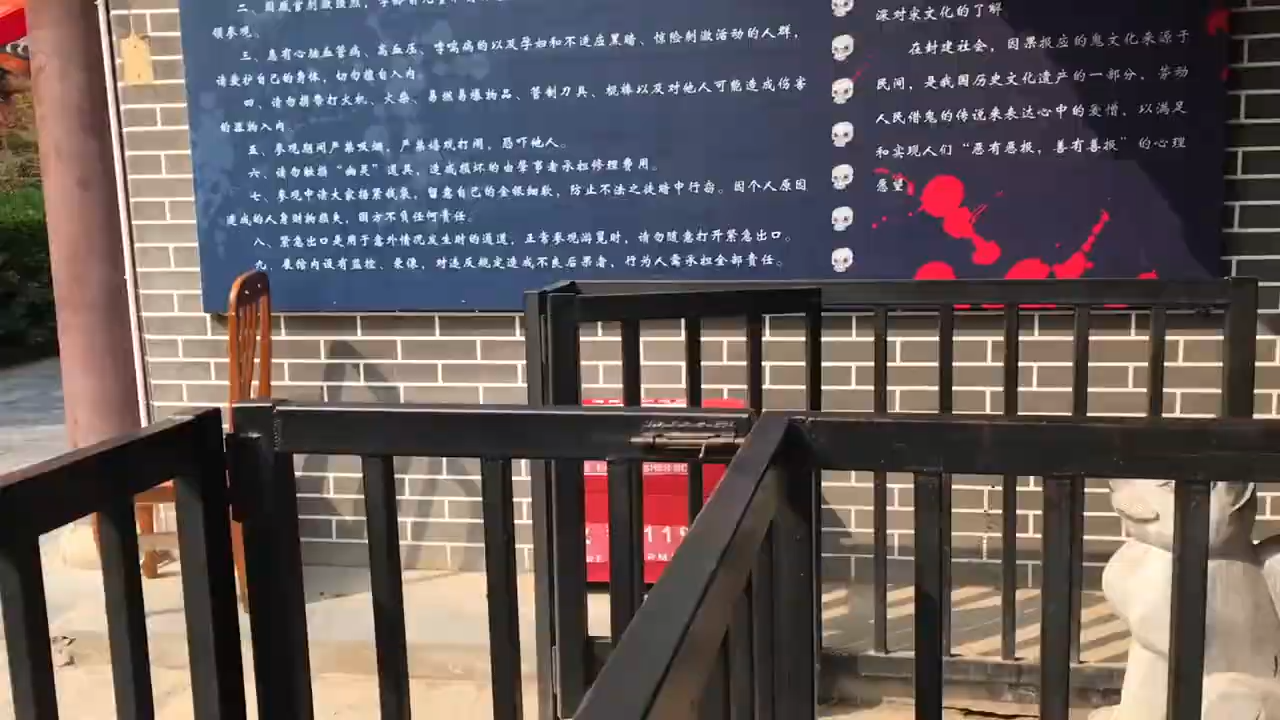 二、因感官刺激强烈，
领参观。
三、患有心脑血管病、高血压、哮喘病的以及孕妇和不适应黑暗、惊险刺激活动的人群，
请爱护自己的身体，切勿擅自入内。
四、请勿携带打火机、火柴、易燃易爆物品、管制刀具、棍棒以及对他人可能造成伤害
的器物入内。
五、参观期间严禁吸烟，严禁嬉戏打闹，恐吓他人。
六、请勿触摸“幽灵”道具，造成损坏的由肇事者承担修理费用。
七、参观中请大家摘紧钱袋，留意自己的金银细软，防止不法之徒暗中行窃。因个人原因
造成的人身财物损失，园方不负任何责任。
八、紧急出口是用于意外情况发生时的通道，正常参观游览时，请勿随意打开紧急出口。
九、展馆内设有监控、录像，对违反规定造成不良后果者，行为人需承担全部责任。
深对宋文化的了解
在封建社会，因果报应的鬼文化来源于
民间，是我国历史文化遗产的一部分，劳动
人民借鬼的传说来表达心中的爱憎，以满足
和实现人们“恶有恶报，善有善报”的心理
愿望
119